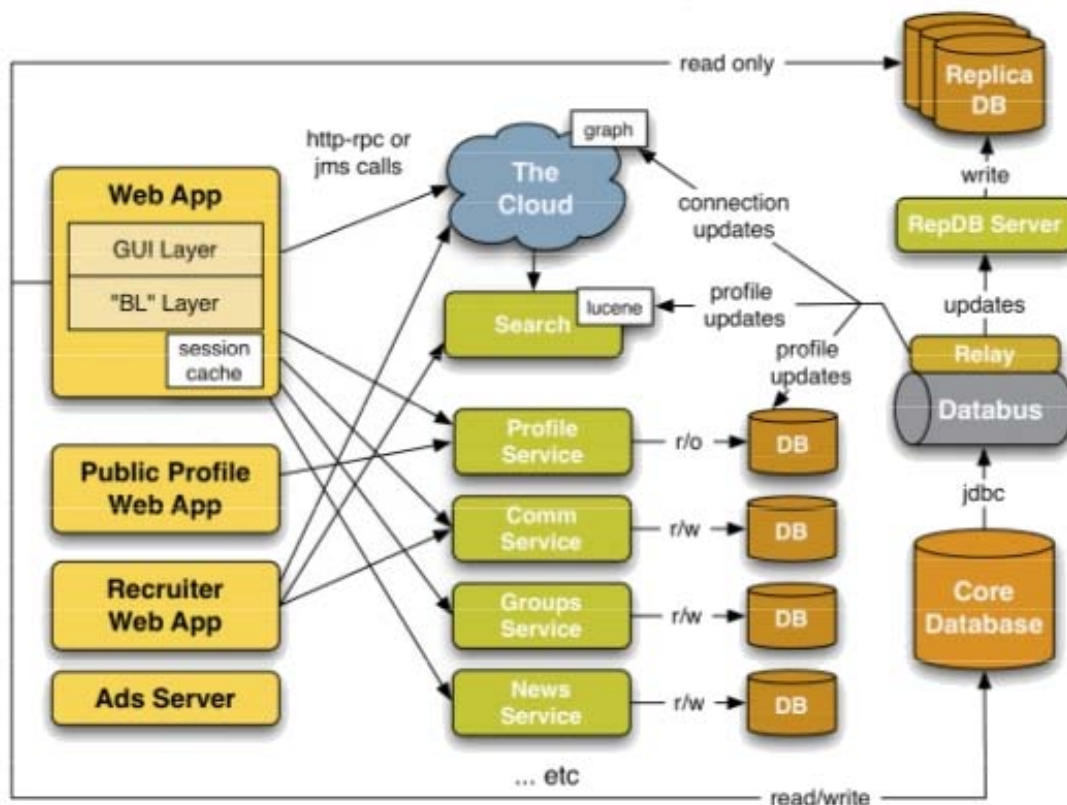 read only
Replica
DB
http-rpc or
jms calls
graph
The
Cloud
write
Web App
GUI Layer
"BL" Layer
session
cache
connection
updates
RepDB Server
Search
lucene
profile
updates
updates
profile
updates
Relay
Databus
Profile
Service
r/o
DB
Public Profile
Web App
jdbc
Comm
Service
r/w
DB
Recruiter
Web App
Core
Database
Groups
Service
r/w
DB
Ads Server
News
Service
r/w
DB
... etc
read/write